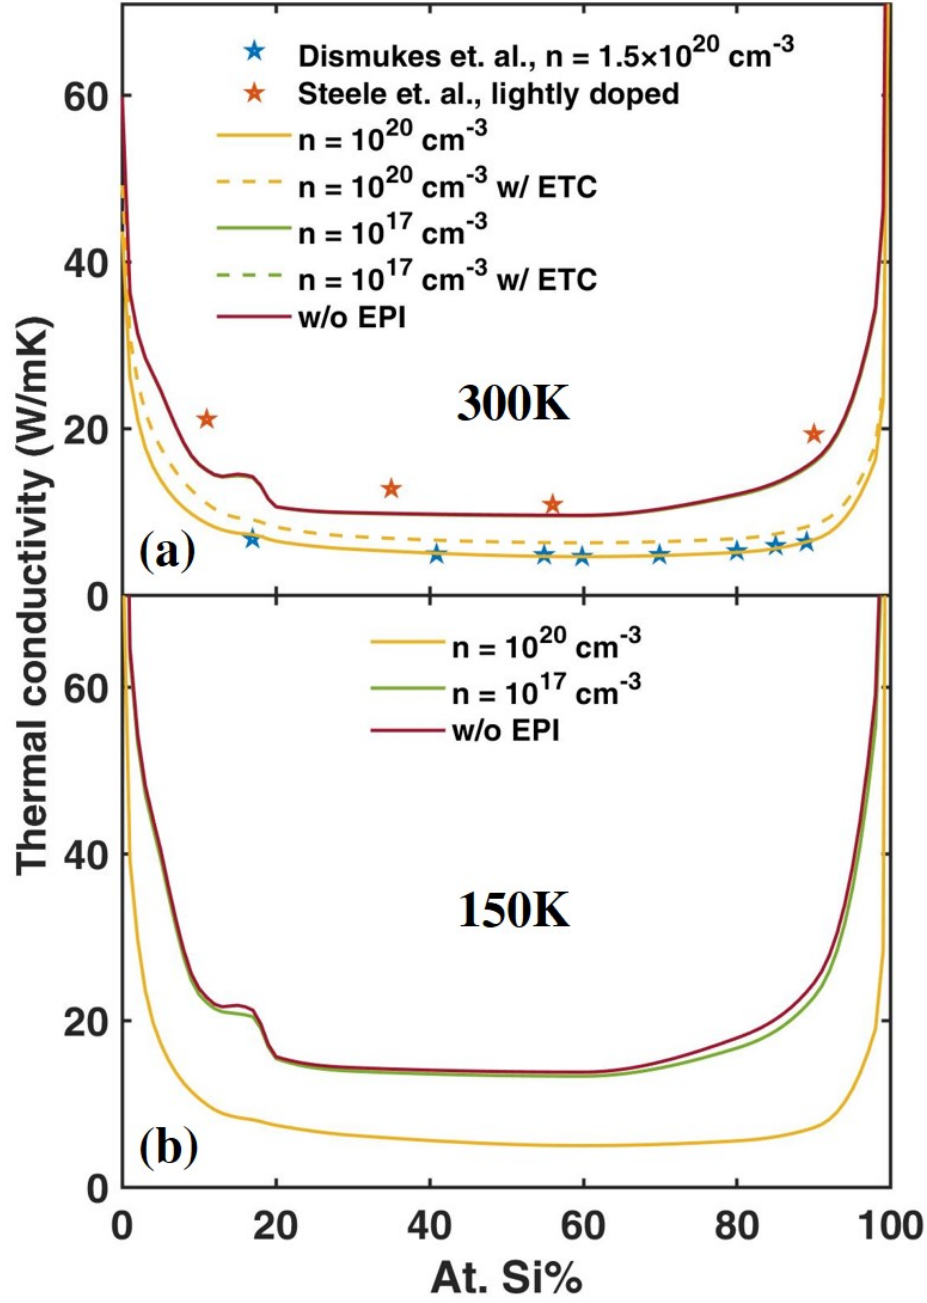 Dismukes et. al., n = 1.5×10^20 cm^-3
Steele et. al., lightly doped
n = 10^20 cm^-3
n = 10^20 cm^-3 w/ ETC
n = 10^17 cm^-3
n = 10^17 cm^-3 w/ ETC
w/o EPI
60
40
20
0
300K
(a)
Thermal conductivity (W/mK)
n = 10^20 cm^-3
n = 10^17 cm^-3
w/o EPI
60
40
20
0
150K
(b)
0 20 40 60 80 100
At. Si%